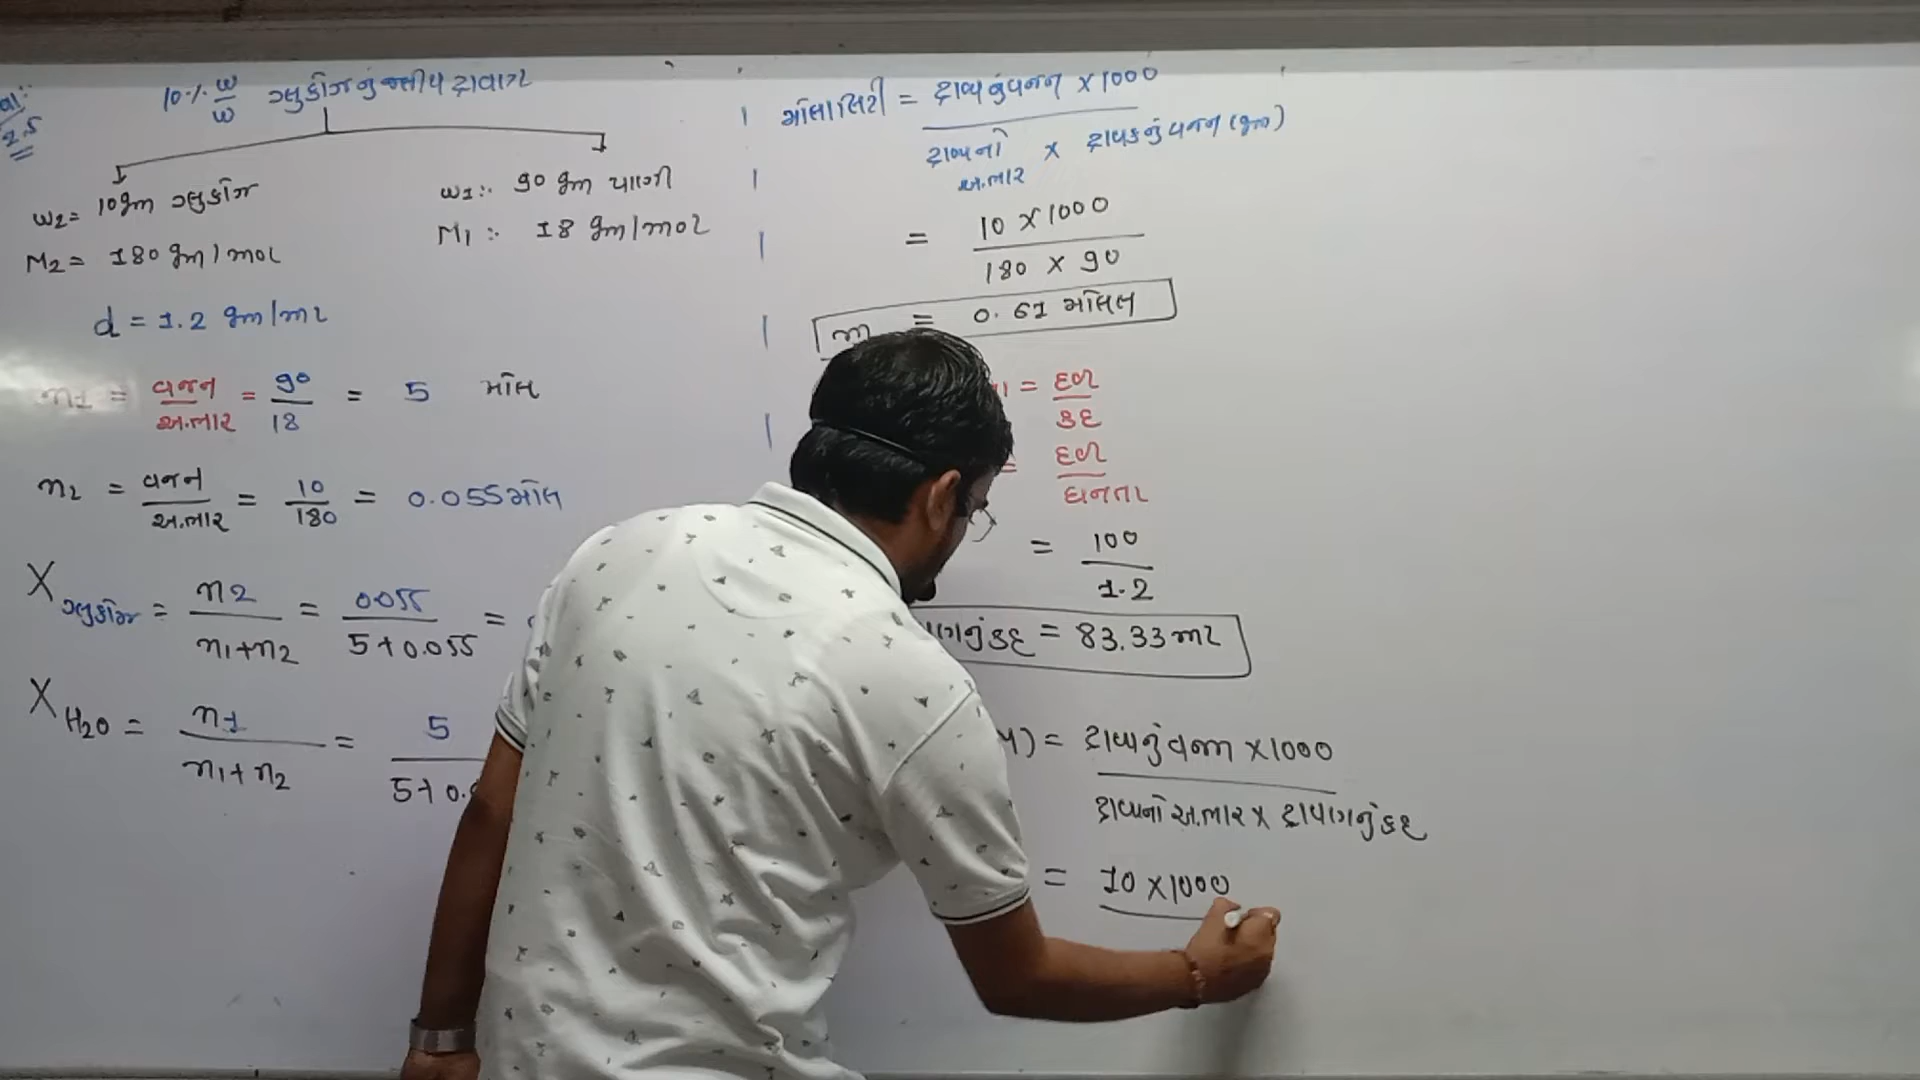 2.5
10% w/w ગ્લુકોઝનું જલીય દ્રાવણ
w2 = 10gm ગ્લુકોઝ
M2 = 180 gm/mol
w1 :- 90 gm પાણી
M1 :- 18 gm/mol
d = 1.2 gm/mL
n1 = વજન/અ.ભાર = 90/18 = 5 મોલ
n2 = વજન/અ.ભાર = 10/180 = 0.055 મોલ
X ગ્લુકોઝ = n2/n1+n2 = 0.055/5+0.055 =
X H2O = n1/n1+n2 = 5/5+0.0
મોલાલિટી = દ્રાવ્યનું વજન × 1000
દ્રાવ્યનો અ.ભાર × દ્રાવકનું વજન (gm)
= 10 × 1000
180 × 90
m = 0.61 મોલલ
= દળ
કદ
= દળ
ઘનતા
= 100
1.2
કદ = 83.33 mL
= દ્રાવ્યનું વજન × 1000
દ્રાવ્યનો અ.ભાર × દ્રાવણનું કદ
= 10 × 1000